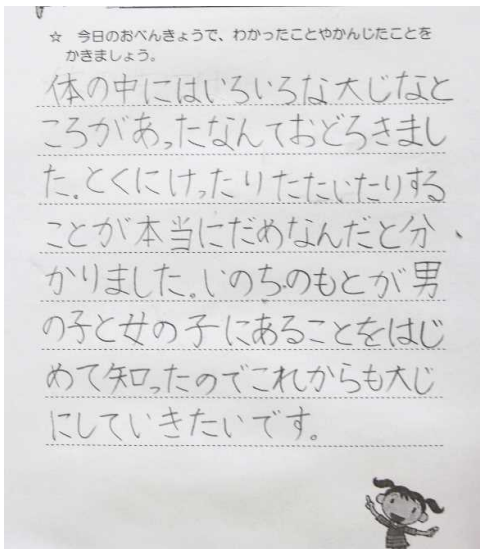 ☆ 今日のおべんきょうで、わかったことやかんじたことを
かきましょう。
体の中にはいろいろな大じなと
ころがあったなんておどろきまし
た。とくにけったりたたいたりする
ことが本当にだめなんだと分
かりました。いのちのもとが男
の子と女の子にあることをはじ
めて知ったのでこれからも大じ
にしていきたいです。